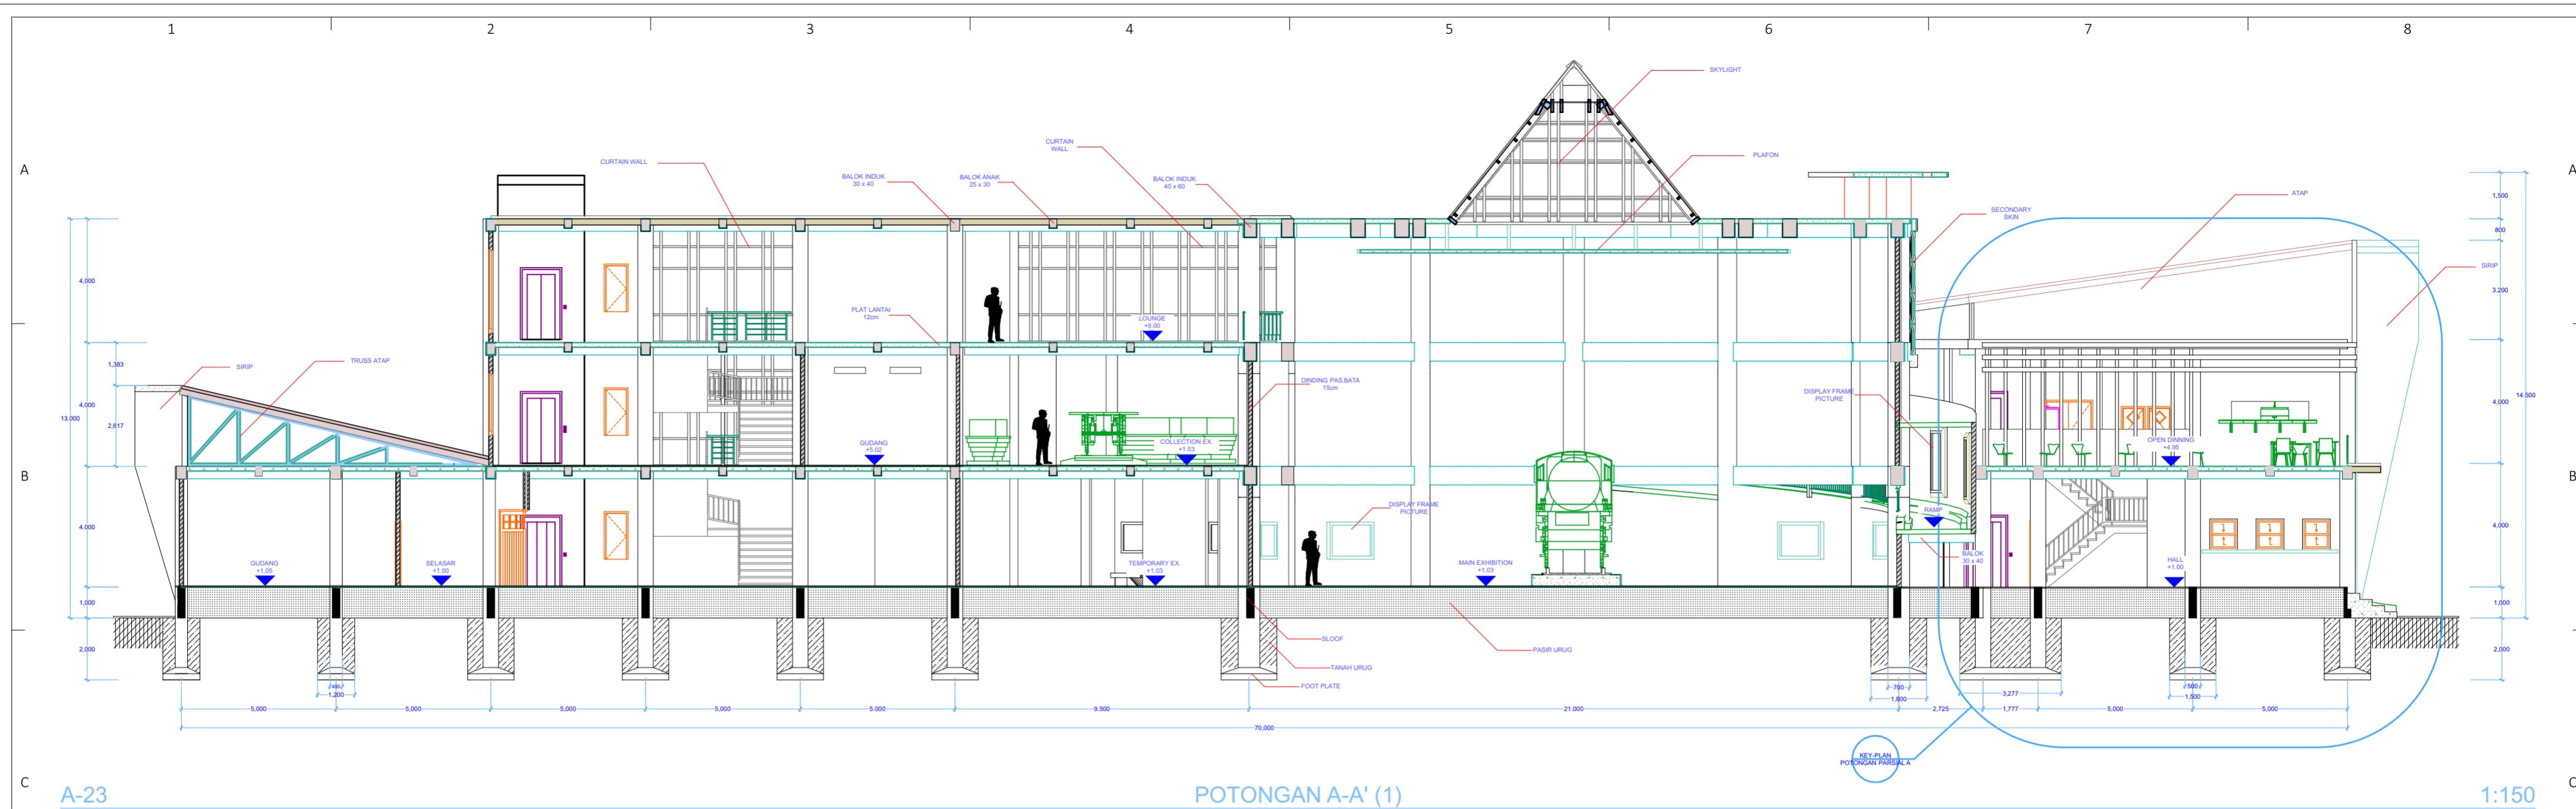 1 2 3 4 5 6 7 8
A A
B B
C C
SKYLIGHT
PLAFON
CURTAIN
WALL
CURTAIN WALL
BALOK INDUK
30 x 40
BALOK ANAK
25 x 30
BALOK INDUK
40 x 60
SECONDARY
SKIN
ATAP
SIRIP
PLAT LANTAI
12cm
LOUNGE
+9.00
SIRIP
TRUSS ATAP
DINDING PAS.BATA
15cm
DISPLAY FRAME
PICTURE
GUDANG
+5.02
COLLECTION EX.
+1.03
OPEN DINNING
+4.95
DISPLAY FRAME
PICTURE
RAMP
BALOK
30 x 40
GUDANG
+1.05
SELASAR
+1.00
TEMPORARY EX.
+1.03
MAIN EXHIBITION
+1.03
HALL
+1.00
SLOOF
TANAH URUG
FOOT PLATE
PASIR URUG
4,000
1,383
4,000
13.000
2,617
4,000
1,000
2,000
1,500
800
3.200
4,000
14.500
4,000
1,000
2,000
400
1,200
700
1,800
3,277
500
1,500
5,000 5,000 5,000 5,000 5.000 9.500 21.000 2,725 1,777 5,000 5,000
70,000
KEY-PLAN
POTONGAN PARSIAL A
A-23
POTONGAN A-A' (1)
1:150